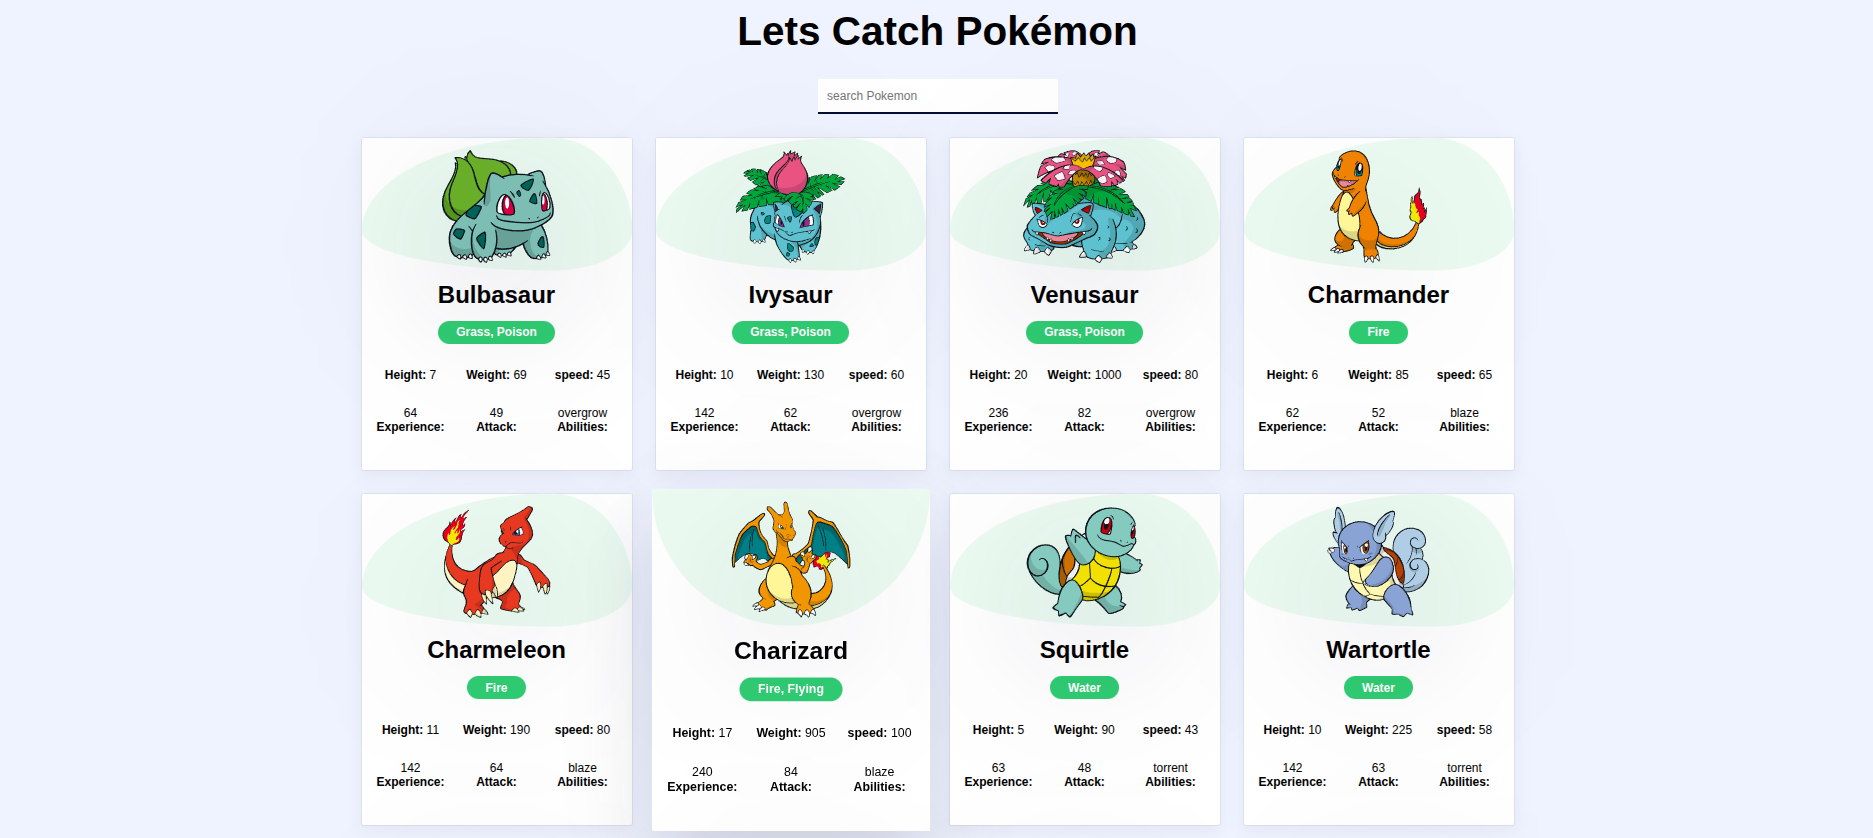 Lets Catch Pokémon
search Pokemon
Bulbasaur
Grass, Poison
Height: 7 Weight: 69 speed: 45
64 49 overgrow
Experience: Attack: Abilities:
Ivysaur
Grass, Poison
Height: 10 Weight: 130 speed: 60
142 62 overgrow
Experience: Attack: Abilities:
Venusaur
Grass, Poison
Height: 20 Weight: 1000 speed: 80
236 82 overgrow
Experience: Attack: Abilities:
Charmander
Fire
Height: 6 Weight: 85 speed: 65
62 52 blaze
Experience: Attack: Abilities:
Charmeleon
Fire
Height: 11 Weight: 190 speed: 80
142 64 blaze
Experience: Attack: Abilities:
Charizard
Fire, Flying
Height: 17 Weight: 905 speed: 100
240 84 blaze
Experience: Attack: Abilities:
Squirtle
Water
Height: 5 Weight: 90 speed: 43
63 48 torrent
Experience: Attack: Abilities:
Wartortle
Water
Height: 10 Weight: 225 speed: 58
142 63 torrent
Experience: Attack: Abilities: